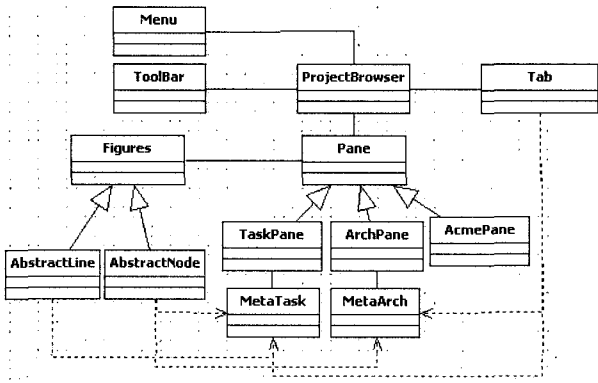 Menu
ToolBar
ProjectBrowser
Tab
Figures
Pane
TaskPane
ArchPane
AcmePane
AbstractLine
AbstractNode
MetaTask
MetaArch